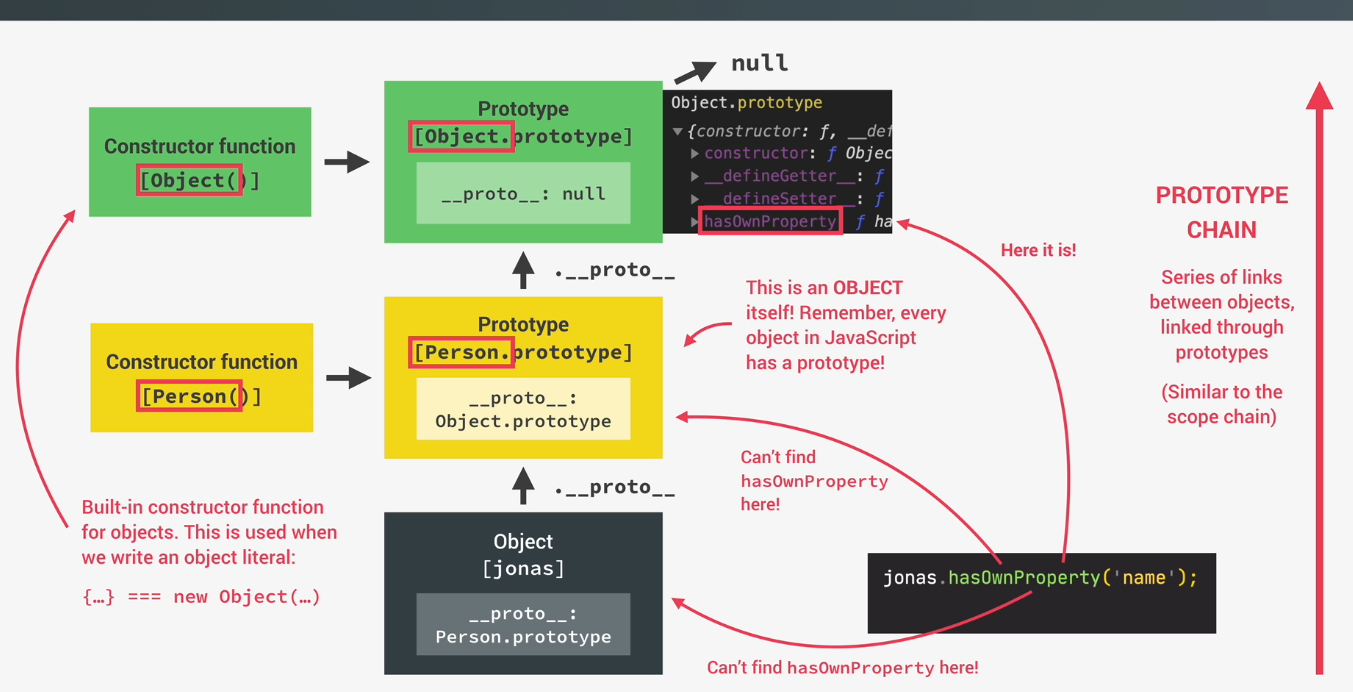 null
Prototype
[Object.prototype]
__proto__: null
Constructor function
[Object()]
Object.prototype
{constructor: ƒ, __def
constructor: ƒ Objec
__defineGetter__: ƒ
__defineSetter__: ƒ
hasOwnProperty ƒ ha
Here it is!
PROTOTYPE
CHAIN
Series of links
between objects,
linked through
prototypes
(Similar to the
scope chain)
.__proto__
Prototype
[Person.prototype]
__proto__:
Object.prototype
Constructor function
[Person()]
This is an OBJECT
itself! Remember, every
object in JavaScript
has a prototype!
Can't find
hasOwnProperty
here!
.__proto__
Built-in constructor function
for objects. This is used when
we write an object literal:
{…} === new Object(…)
Object
[jonas]
__proto__:
Person.prototype
jonas.hasOwnProperty('name');
Can't find hasOwnProperty here!